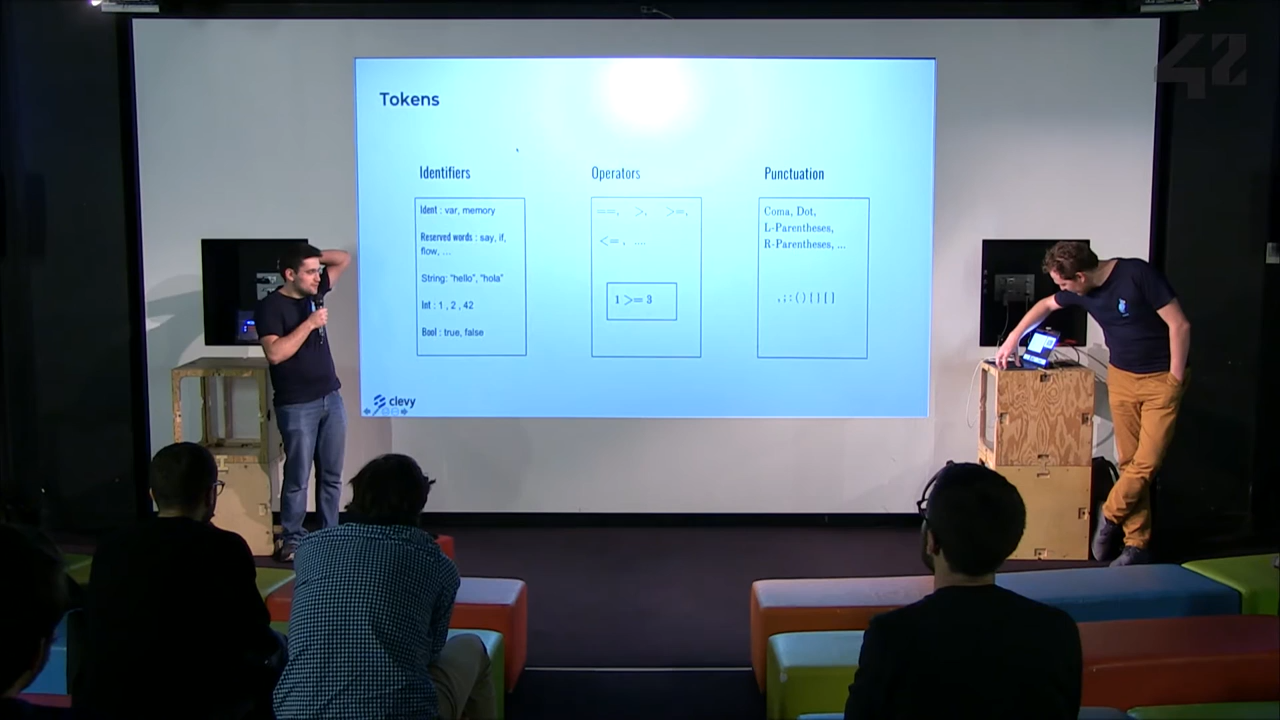 42
Tokens
Identifiers
Ident : var, memory
Reserved words : say, if,
flow, ...
String: "hello", "hola"
Int : 1 , 2 , 42
Bool : true, false
Operators
==, >, >=,
<= , ....
1 >= 3
Punctuation
Coma, Dot,
L-Parentheses,
R-Parentheses, ...
, ; : ( ) [ ] { }
clevy